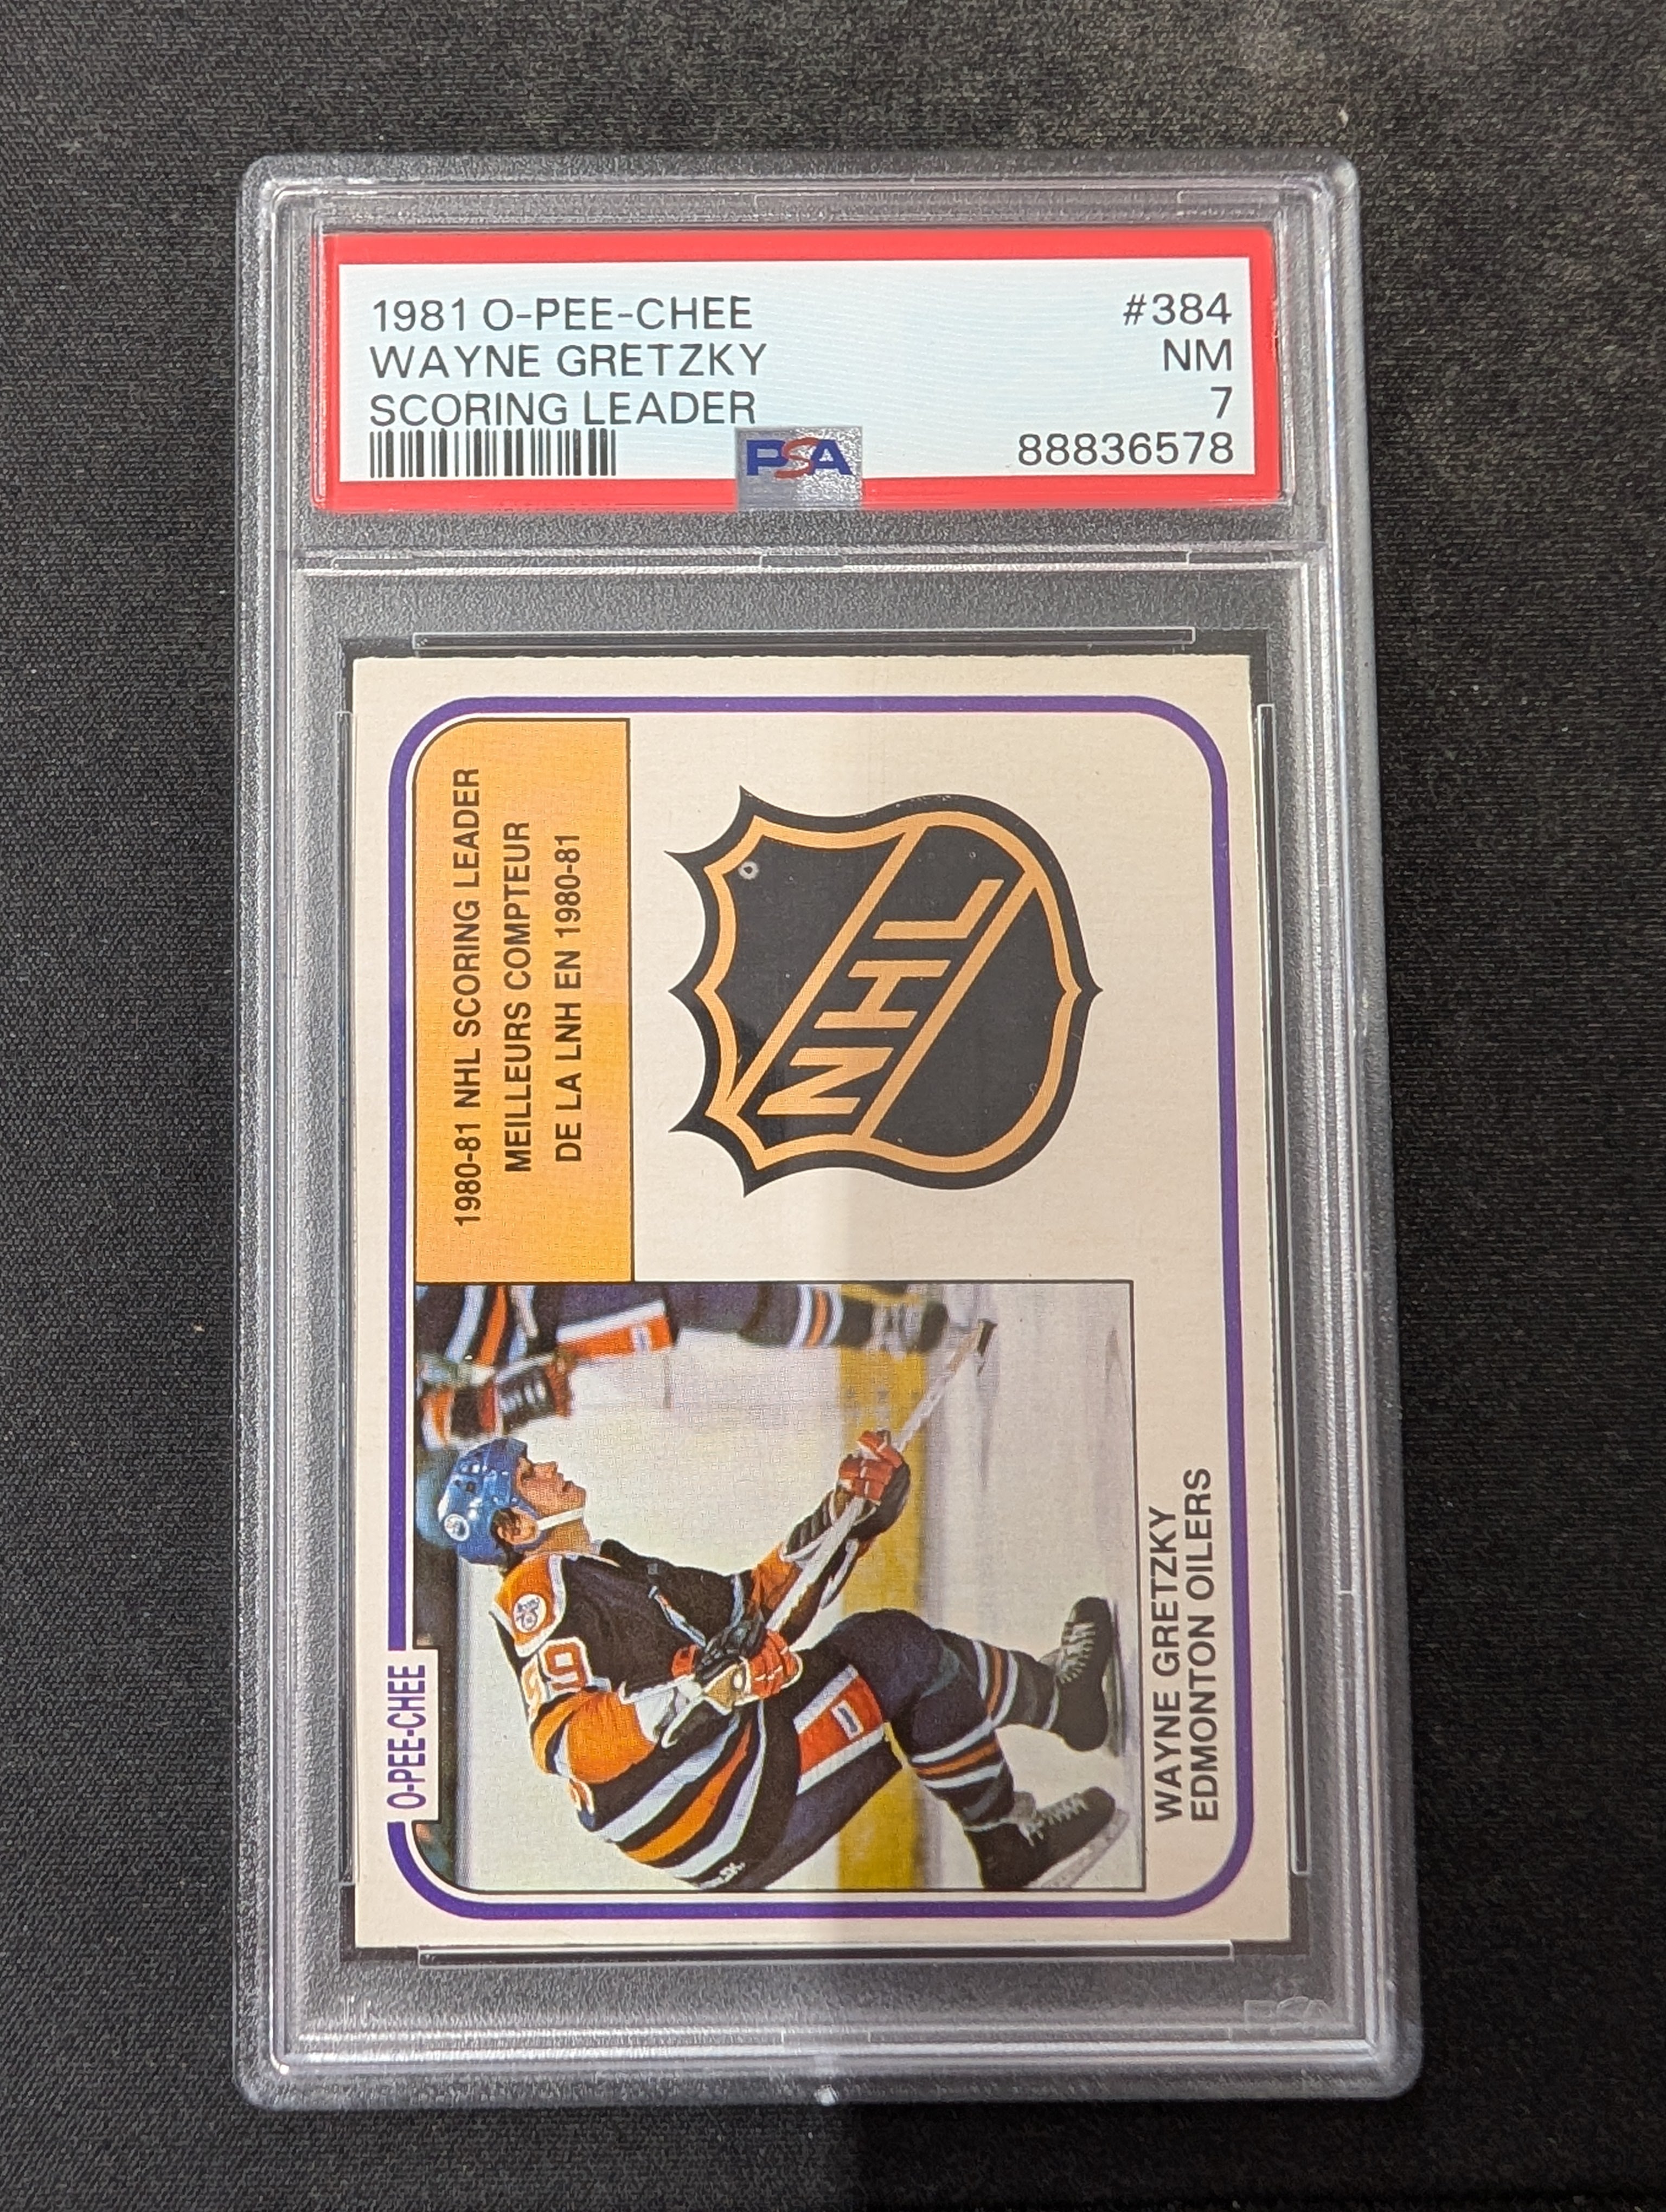 1981 O-PEE-CHEE #384
WAYNE GRETZKY NM
SCORING LEADER 7
PSA 88836578
1980-81 NHL SCORING LEADER
MEILLEURS COMPTEUR
DE LA LNH EN 1980-81
NHL
O-PEE-CHEE
WAYNE GRETZKY
EDMONTON OILERS
PSA